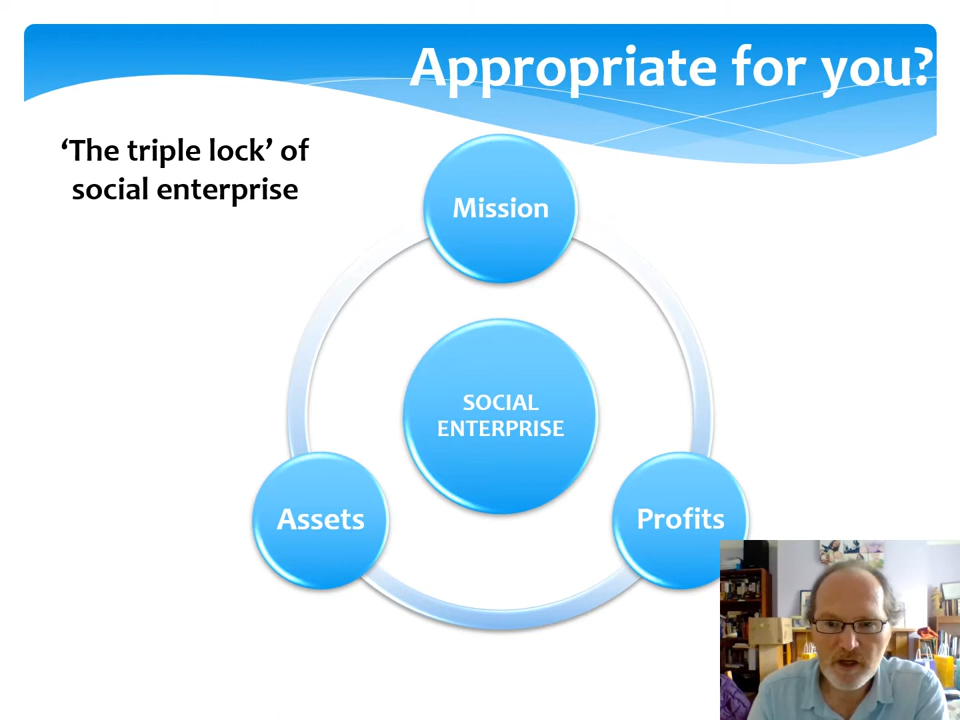 Appropriate for you?
‘The triple lock’ of
social enterprise
Mission
SOCIAL
ENTERPRISE
Assets
Profits